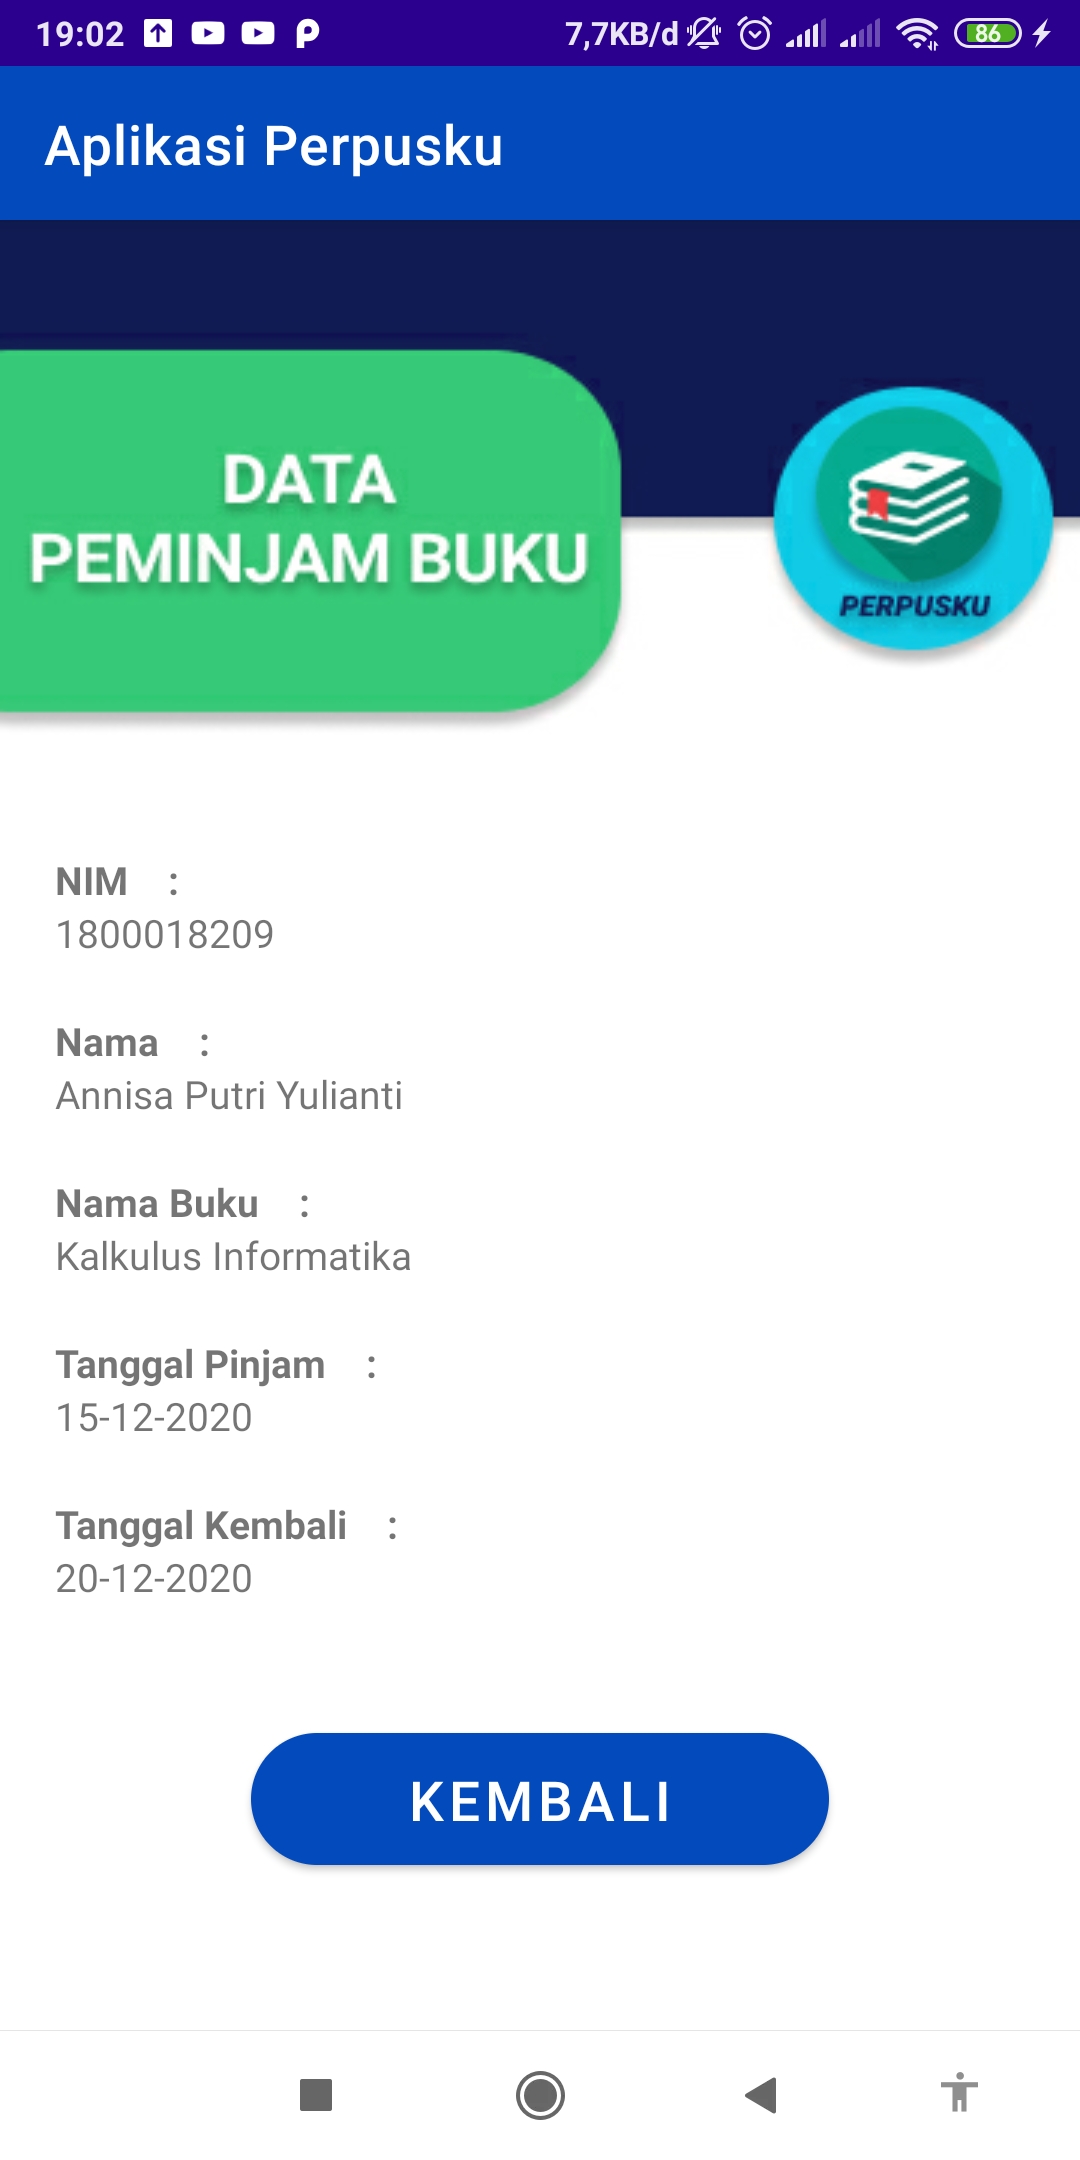 19:02 7,7KB/d 86
Aplikasi Perpusku
DATA
PEMINJAM BUKU
PERPUSKU
NIM :
1800018209
Nama :
Annisa Putri Yulianti
Nama Buku :
Kalkulus Informatika
Tanggal Pinjam :
15-12-2020
Tanggal Kembali :
20-12-2020
KEMBALI